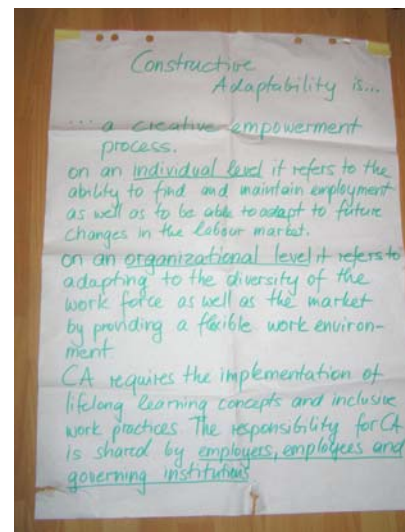 Constructive
Adaptability is...
... a creative empowerment
process.
on an individual level it refers to the
ability to find and maintain employment
as well as to be able to adapt to future
changes in the labour market.
on an organizational level it refers to
adapting to the diversity of the
work force as well as the market
by providing a flexible work environ-
ment
CA requires the implementation of
lifelong learning concepts and inclusive
work practices. The responsibility for CA
is shared by employers, employees and
governing institutions